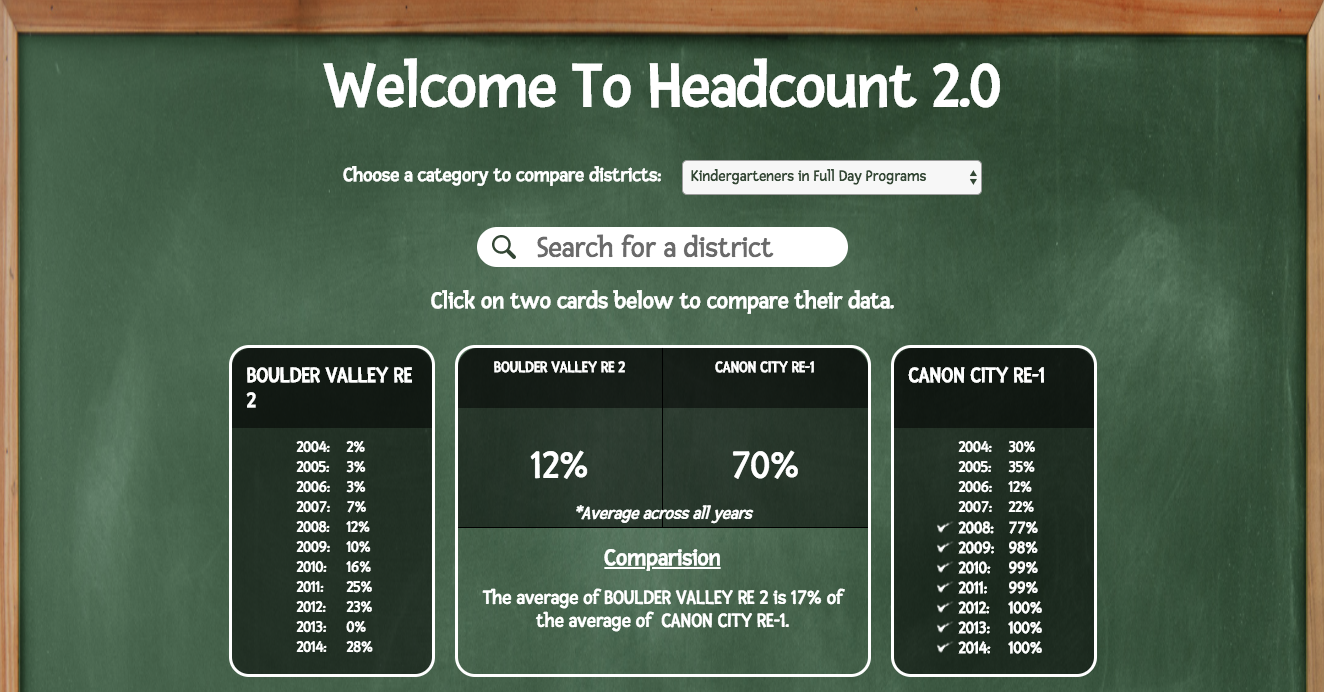 Welcome To Headcount 2.0
Choose a category to compare districts: Kindergarteners in Full Day Programs
Search for a district
Click on two cards below to compare their data.
BOULDER VALLEY RE
2
2004: 2%
2005: 3%
2006: 3%
2007: 7%
2008: 12%
2009: 10%
2010: 16%
2011: 25%
2012: 23%
2013: 0%
2014: 28%
BOULDER VALLEY RE 2 CANON CITY RE-1
12% 70%
*Average across all years
Comparision
The average of BOULDER VALLEY RE 2 is 17% of
the average of CANON CITY RE-1.
CANON CITY RE-1
2004: 30%
2005: 35%
2006: 12%
2007: 22%
2008: 77%
2009: 98%
2010: 99%
2011: 99%
2012: 100%
2013: 100%
2014: 100%